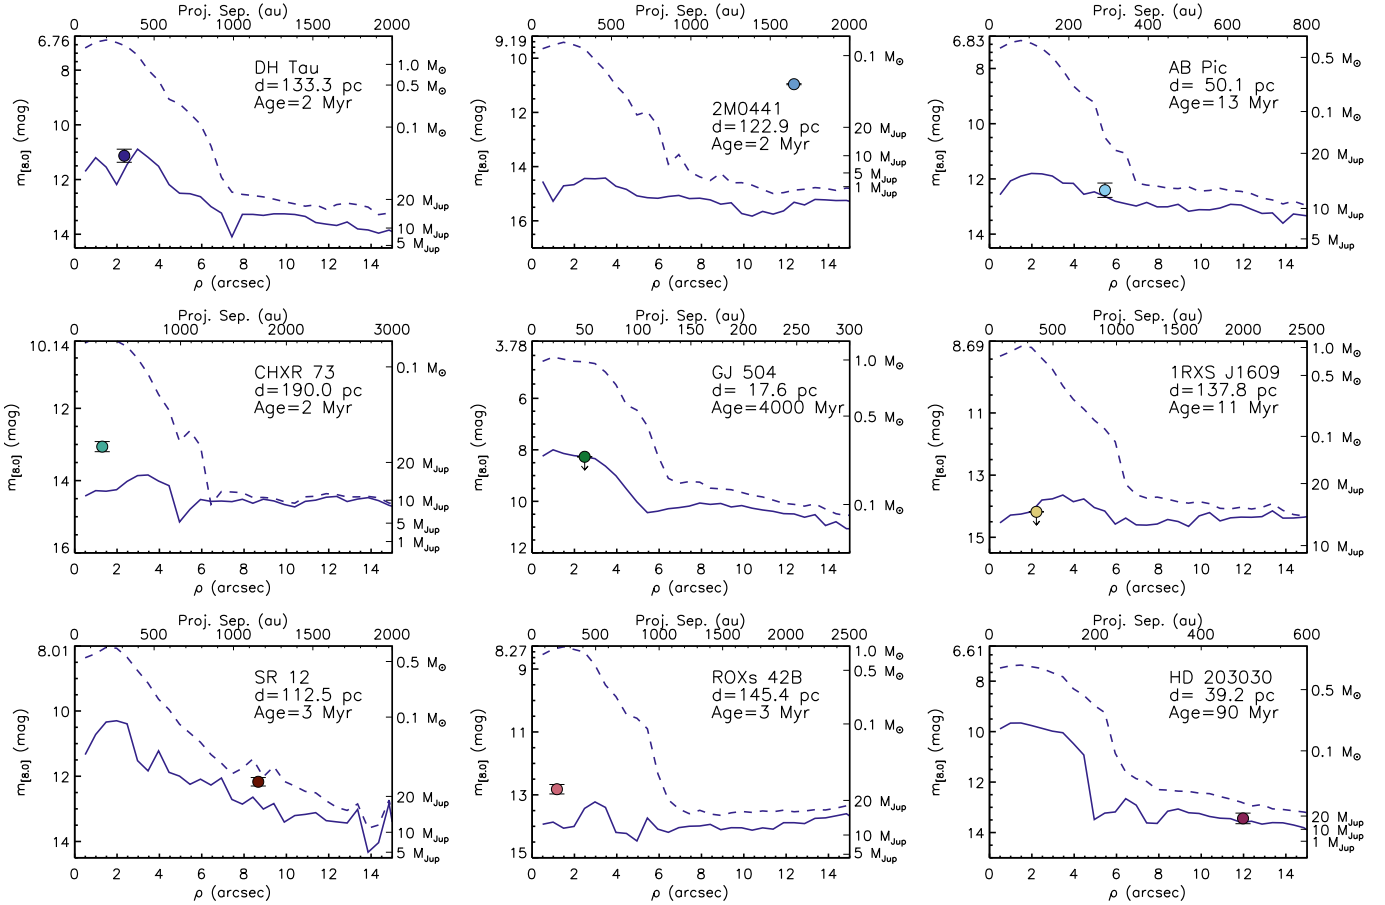 Proj. Sep. (au)
0 500 1000 1500 2000
6.76
8
10
12
14
m[8.0] (mag)
DH Tau
d=133.3 pc
Age=2 Myr
1.0 M⊙
0.5 M⊙
0.1 M⊙
20 MJup
10 MJup
5 MJup
0 2 4 6 8 10 12 14
ρ (arcsec)
Proj. Sep. (au)
0 500 1000 1500 2000
9.19
10
12
14
16
m[8.0] (mag)
2M0441
d=122.9 pc
Age=2 Myr
0.1 M⊙
20 MJup
10 MJup
5 MJup
1 MJup
0 2 4 6 8 10 12 14
ρ (arcsec)
Proj. Sep. (au)
0 200 400 600 800
6.83
8
10
12
14
m[8.0] (mag)
AB Pic
d= 50.1 pc
Age=13 Myr
0.5 M⊙
0.1 M⊙
20 MJup
10 MJup
5 MJup
0 2 4 6 8 10 12 14
ρ (arcsec)
Proj. Sep. (au)
0 1000 2000 3000
10.14
12
14
16
m[8.0] (mag)
CHXR 73
d=190.0 pc
Age=2 Myr
0.1 M⊙
20 MJup
10 MJup
5 MJup
1 MJup
0 2 4 6 8 10 12 14
ρ (arcsec)
Proj. Sep. (au)
0 50 100 150 200 250 300
3.78
6
8
10
12
m[8.0] (mag)
GJ 504
d= 17.6 pc
Age=4000 Myr
1.0 M⊙
0.5 M⊙
0.1 M⊙
0 2 4 6 8 10 12 14
ρ (arcsec)
Proj. Sep. (au)
0 500 1000 1500 2000 2500
8.69
11
13
15
m[8.0] (mag)
1RXS J1609
d=137.8 pc
Age=11 Myr
1.0 M⊙
0.5 M⊙
0.1 M⊙
20 MJup
10 MJup
0 2 4 6 8 10 12 14
ρ (arcsec)
Proj. Sep. (au)
0 500 1000 1500 2000
8.01
10
12
14
m[8.0] (mag)
SR 12
d=112.5 pc
Age=3 Myr
0.5 M⊙
0.1 M⊙
20 MJup
10 MJup
5 MJup
0 2 4 6 8 10 12 14
ρ (arcsec)
Proj. Sep. (au)
0 500 1000 1500 2000 2500
8.27
9
11
13
15
m[8.0] (mag)
ROXs 42B
d=145.4 pc
Age=3 Myr
1.0 M⊙
0.5 M⊙
0.1 M⊙
20 MJup
10 MJup
5 MJup
0 2 4 6 8 10 12 14
ρ (arcsec)
Proj. Sep. (au)
0 200 400 600
6.61
8
10
12
14
m[8.0] (mag)
HD 203030
d= 39.2 pc
Age=90 Myr
0.5 M⊙
0.1 M⊙
20 MJup
10 MJup
1 MJup
0 2 4 6 8 10 12 14
ρ (arcsec)